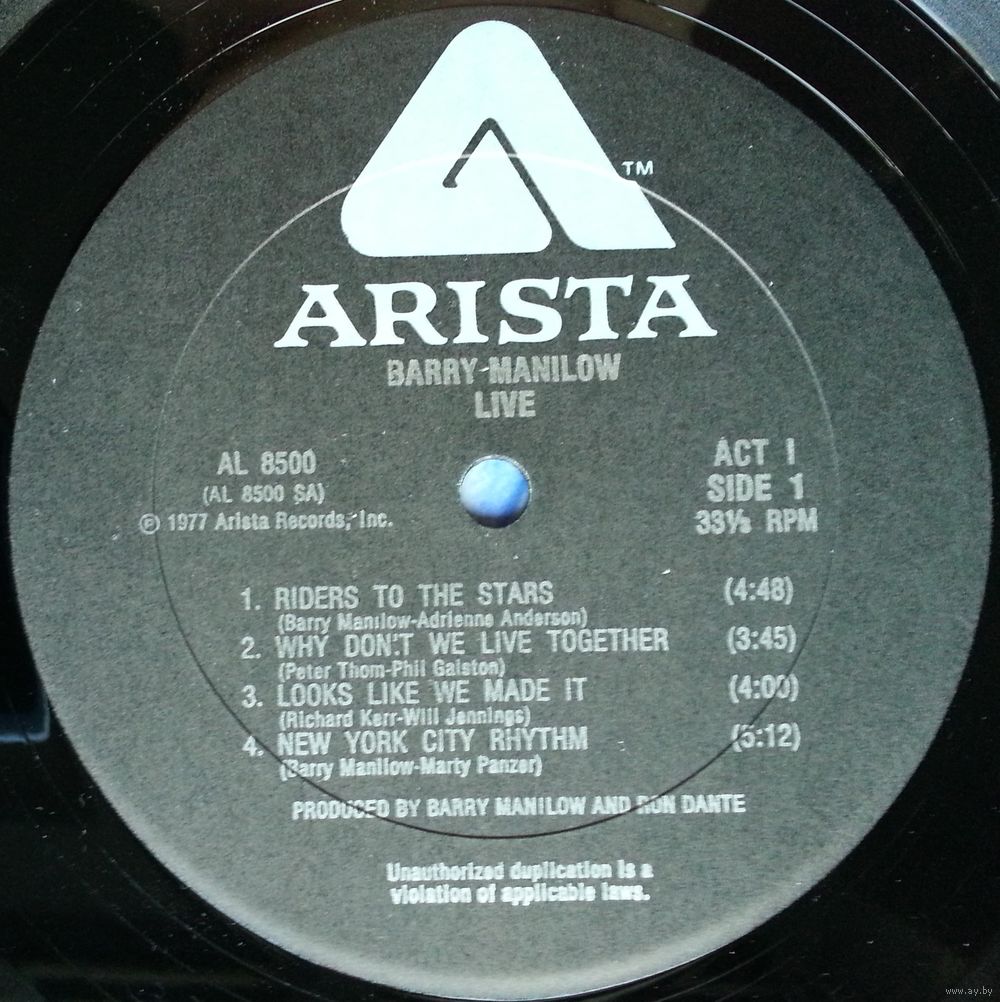 TM
ARISTA
BARRY MANILOW
LIVE
AL 8500
(AL 8500 SA)
℗ 1977 Arista Records, Inc.
ACT I
SIDE 1
33⅓ RPM
1. RIDERS TO THE STARS (4:48)
(Barry Manilow-Adrienne Anderson)
2. WHY DON'T WE LIVE TOGETHER (3:45)
(Peter Thom-Phil Galston)
3. LOOKS LIKE WE MADE IT (4:00)
(Richard Kerr-Will Jennings)
4. NEW YORK CITY RHYTHM (5:12)
(Barry Manilow-Marty Panzer)
PRODUCED BY BARRY MANILOW AND RON DANTE
Unauthorized duplication is a
violation of applicable laws.
www.ay.by